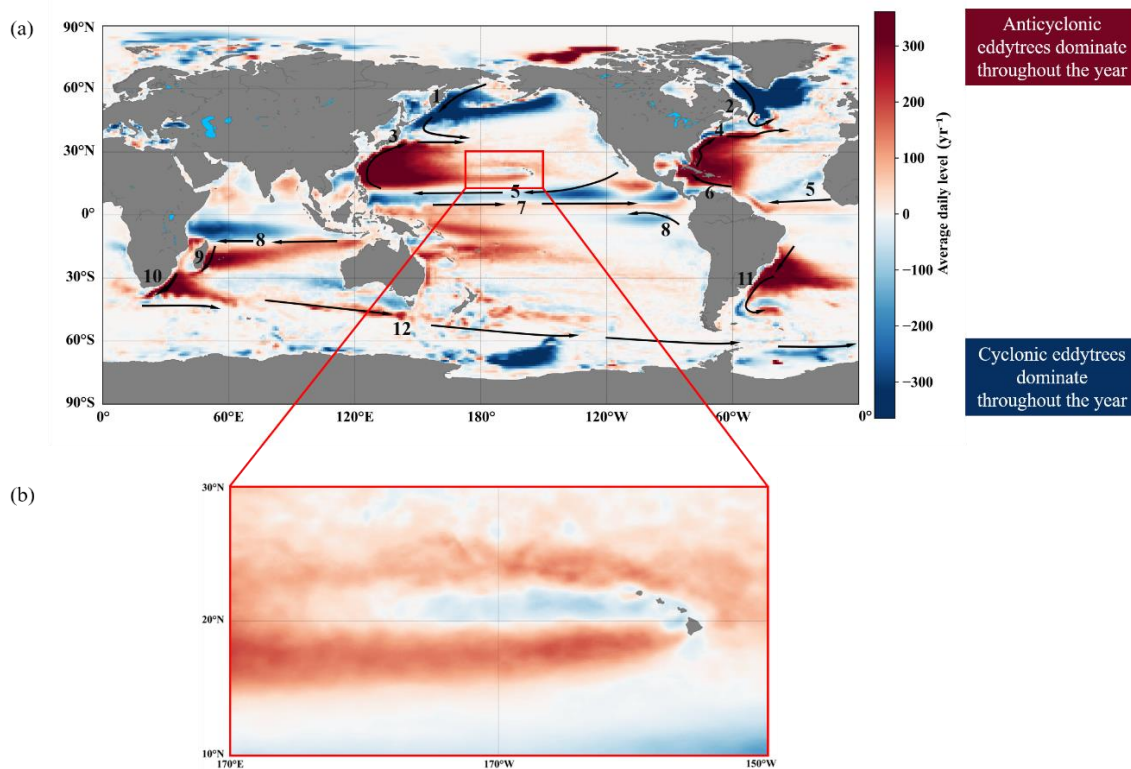 (a)
90°N
60°N
30°N
0°
30°S
60°S
90°S
0°
60°E
120°E
180°
120°W
60°W
0°
1
2
3
4
5
5
6
7
8
8
9
10
11
12
300
200
100
0
−100
−200
−300
Average daily level (yr⁻¹)
Anticyclonic
eddytrees dominate
throughout the year
Cyclonic eddytrees
dominate
throughout the year
(b)
30°N
20°N
10°N
170°E
170°W
150°W